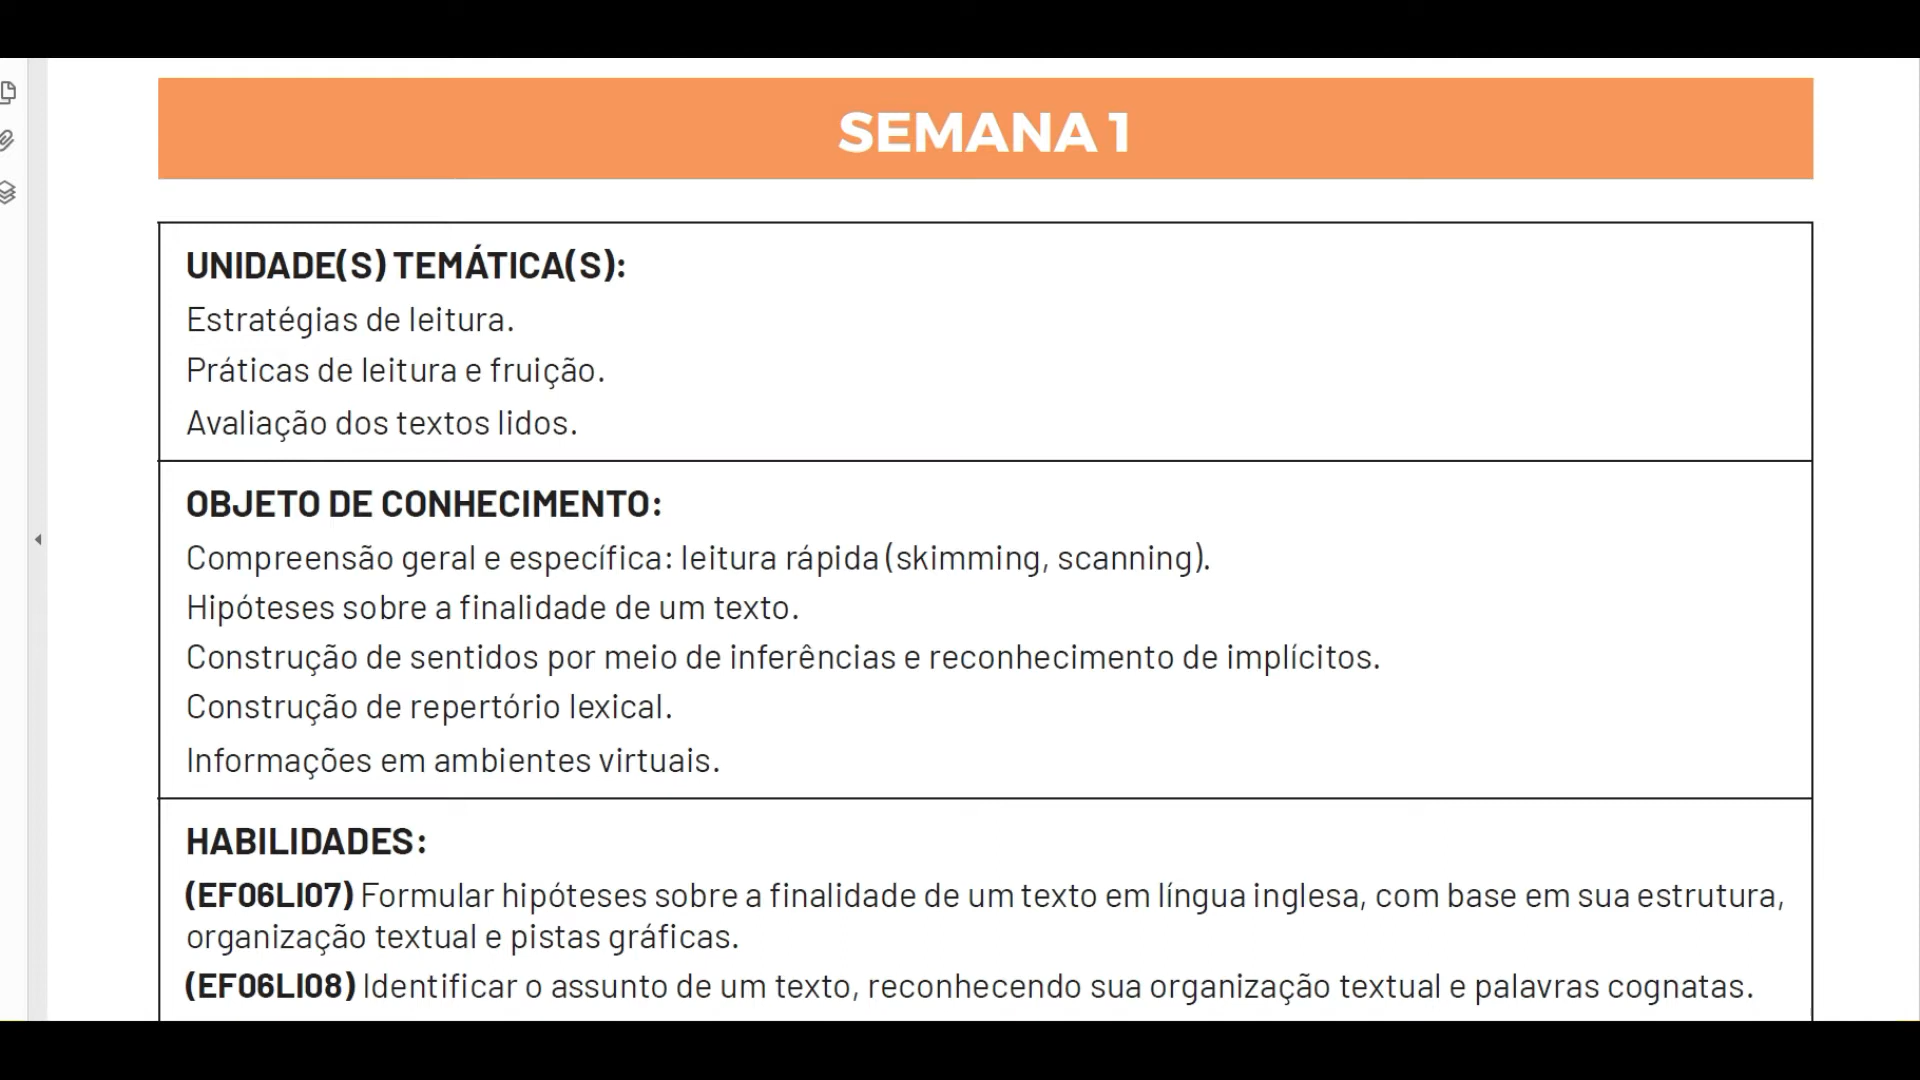 SEMANA 1
UNIDADE(S) TEMÁTICA(S):
Estratégias de leitura.
Práticas de leitura e fruição.
Avaliação dos textos lidos.
OBJETO DE CONHECIMENTO:
Compreensão geral e específica: leitura rápida (skimming, scanning).
Hipóteses sobre a finalidade de um texto.
Construção de sentidos por meio de inferências e reconhecimento de implícitos.
Construção de repertório lexical.
Informações em ambientes virtuais.
HABILIDADES:
(EF06LI07) Formular hipóteses sobre a finalidade de um texto em língua inglesa, com base em sua estrutura,
organização textual e pistas gráficas.
(EF06LI08) Identificar o assunto de um texto, reconhecendo sua organização textual e palavras cognatas.